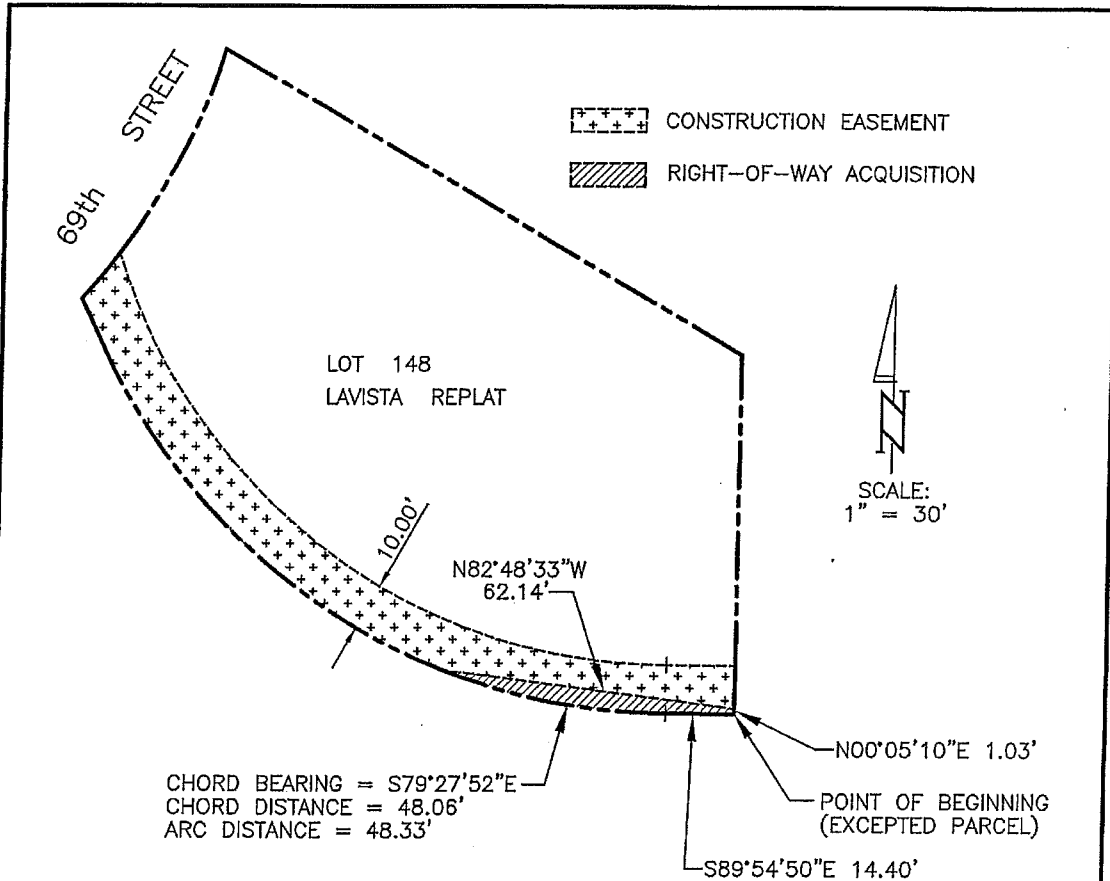 69th STREET
CONSTRUCTION EASEMENT
RIGHT-OF-WAY ACQUISITION
LOT 148
LAVISTA REPLAT
N
SCALE:
1" = 30'
10.00'
N82°48'33"W
62.14'
N00°05'10"E 1.03'
CHORD BEARING = S79°27'52"E
CHORD DISTANCE = 48.06'
ARC DISTANCE = 48.33'
POINT OF BEGINNING
(EXCEPTED PARCEL)
S89°54'50"E 14.40'